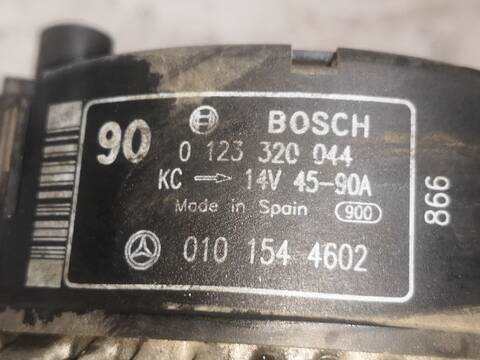 90
BOSCH
0 123 320 044
KC → 14V 45-90A
Made in Spain 900
010 154 4602
866